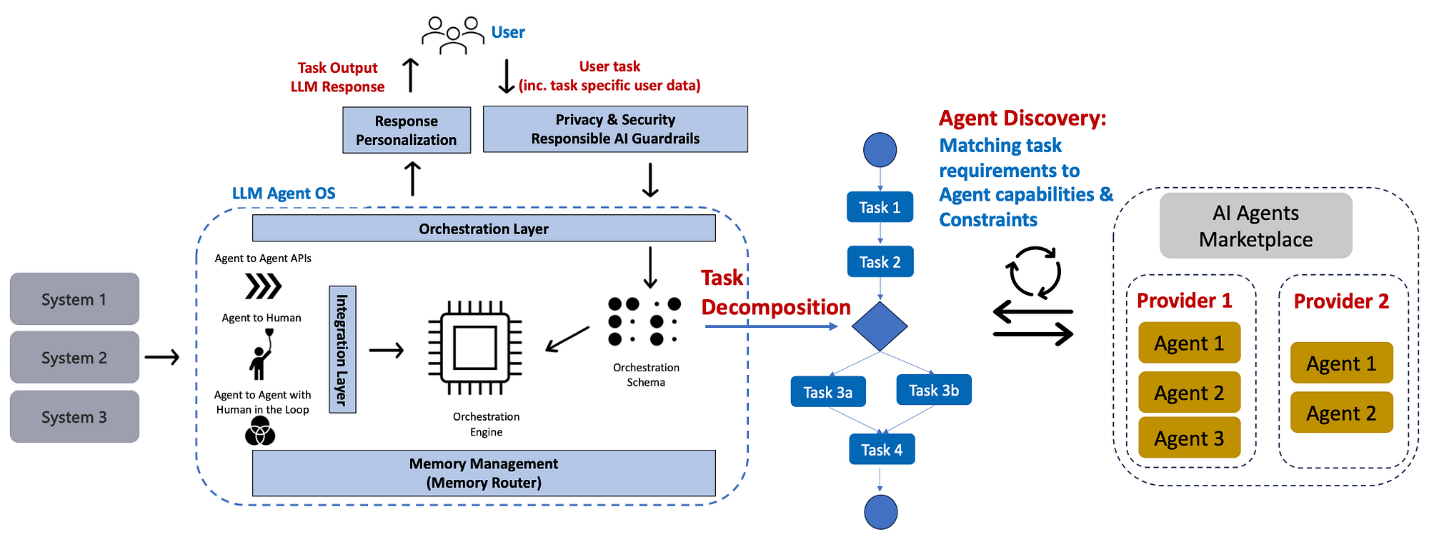 User
Task Output
LLM Response
User task
(inc. task specific user data)
Response
Personalization
Privacy & Security
Responsible AI Guardrails
LLM Agent OS
Orchestration Layer
Agent to Agent APIs
Agent to Human
Agent to Agent with
Human in the Loop
Integration Layer
Orchestration
Engine
Orchestration
Schema
Memory Management
(Memory Router)
System 1
System 2
System 3
Task
Decomposition
Task 1
Task 2
Task 3a
Task 3b
Task 4
Agent Discovery:
Matching task
requirements to
Agent capabilities &
Constraints
AI Agents
Marketplace
Provider 1
Agent 1
Agent 2
Agent 3
Provider 2
Agent 1
Agent 2